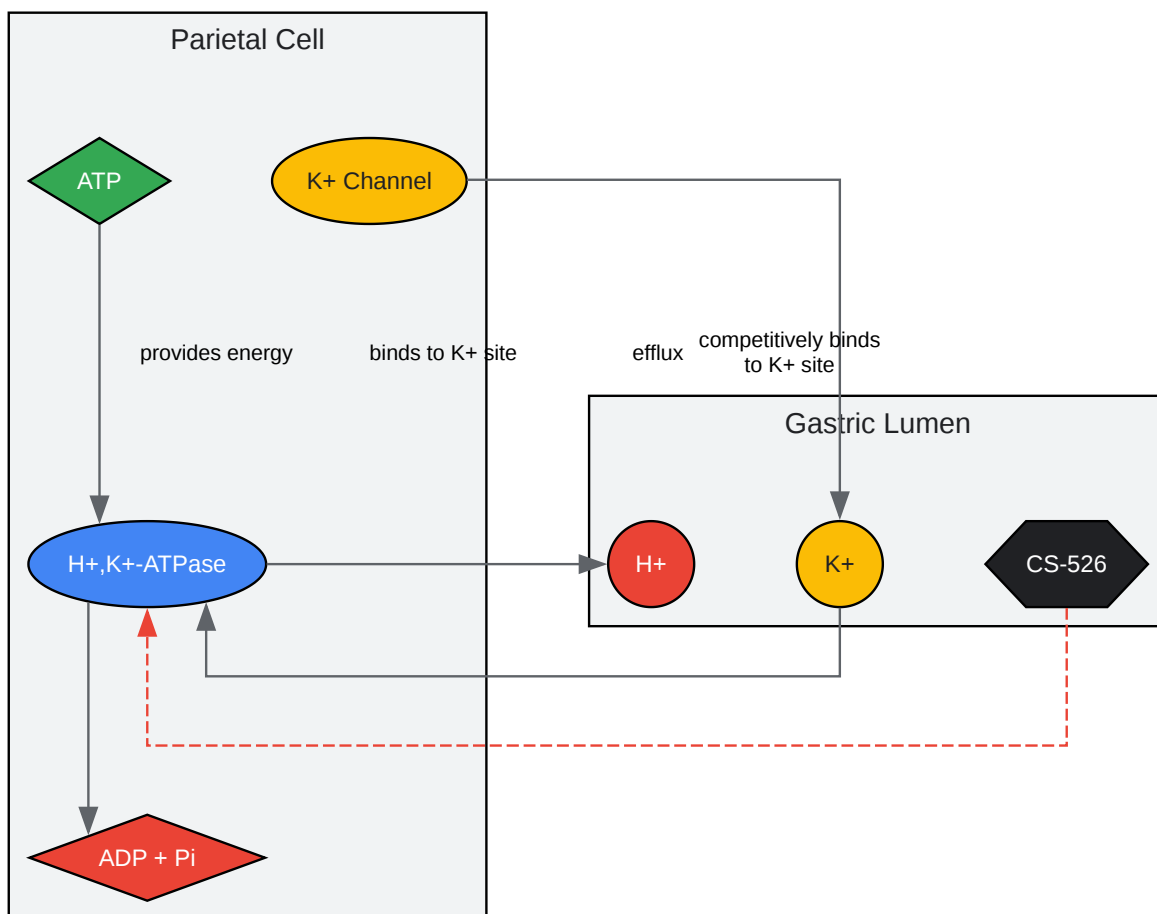 Parietal Cell
ATP
K+ Channel
provides energy
binds to K+ site
efflux
competitively binds
to K+ site
Gastric Lumen
H+,K+-ATPase
H+
K+
CS-526
ADP + Pi